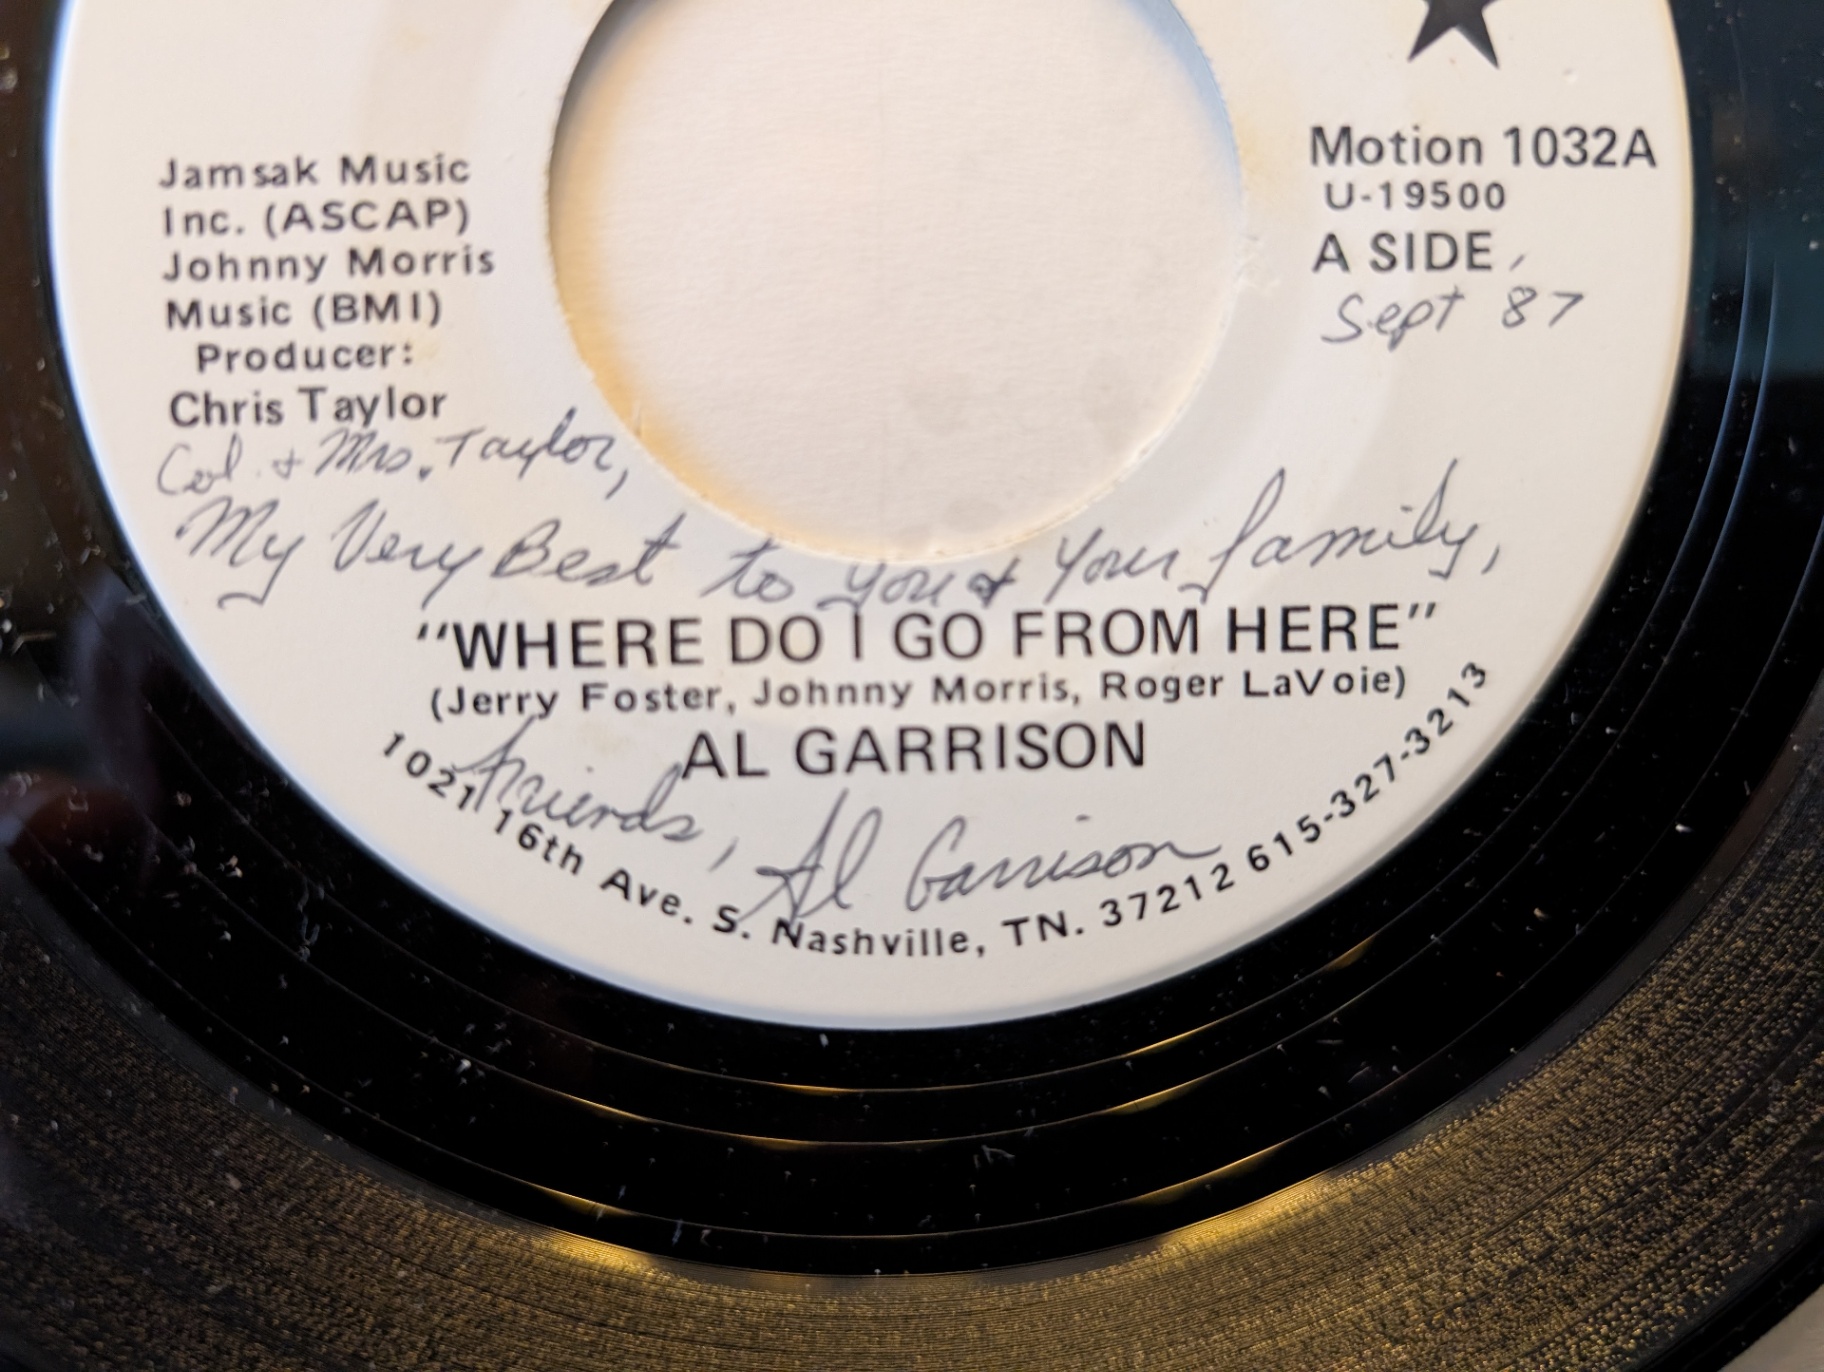 Jamsak Music
Inc. (ASCAP)
Johnny Morris
Music (BMI)
Producer:
Chris Taylor
Motion 1032A
U-19500
A SIDE
Sept 87
Col. + Mrs. Taylor,
My Very Best to you & your family,
"WHERE DO I GO FROM HERE"
(Jerry Foster, Johnny Morris, Roger LaVoie)
AL GARRISON
friends, Al Garrison
1021 16th Ave. S. Nashville, TN. 37212 615-327-3213